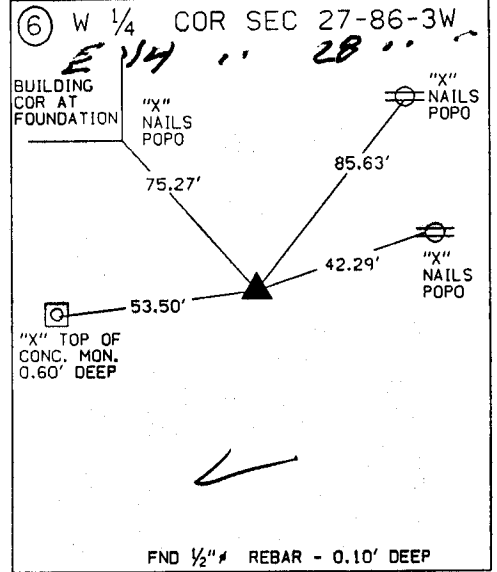 6 W 1/4 COR SEC 27-86-3W
E 1/4 " 28 " "
BUILDING
COR AT
FOUNDATION
"X"
NAILS
POPO
"X"
NAILS
POPO
75.27'
85.63'
42.29'
"X"
NAILS
POPO
53.50'
"X" TOP OF
CONC. MON.
0.60' DEEP
FND 1/2"ø REBAR - 0.10' DEEP